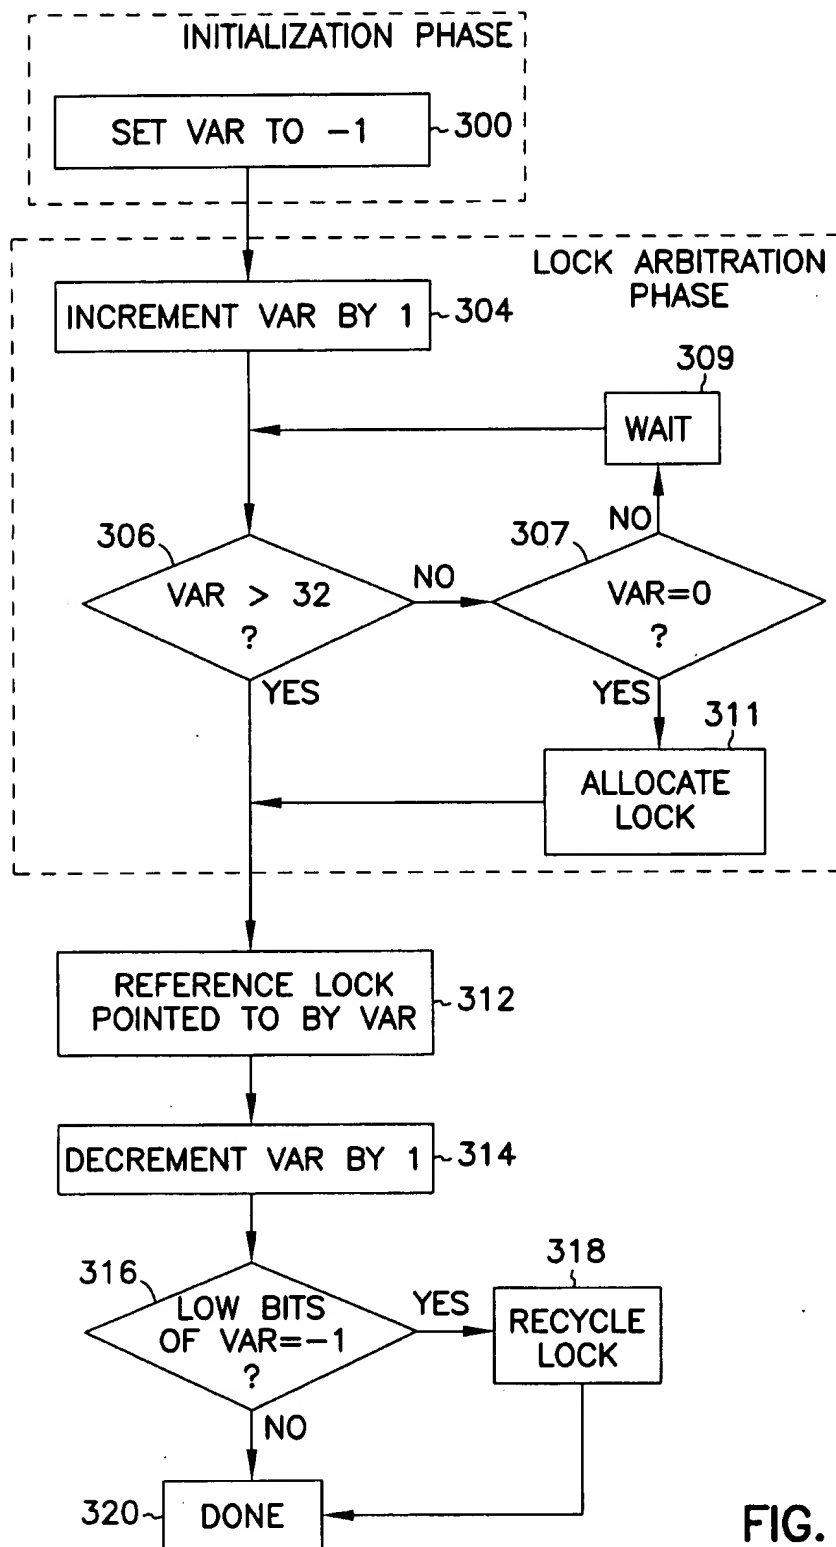 INITIALIZATION PHASE
SET VAR TO -1
300
LOCK ARBITRATION
PHASE
INCREMENT VAR BY 1
304
309
WAIT
NO
306
VAR > 32
?
NO
307
VAR=0
?
YES
YES
311
ALLOCATE
LOCK
REFERENCE LOCK
POINTED TO BY VAR
312
DECREMENT VAR BY 1
314
316
LOW BITS
OF VAR=-1
?
YES
318
RECYCLE
LOCK
NO
320
DONE
FIG.